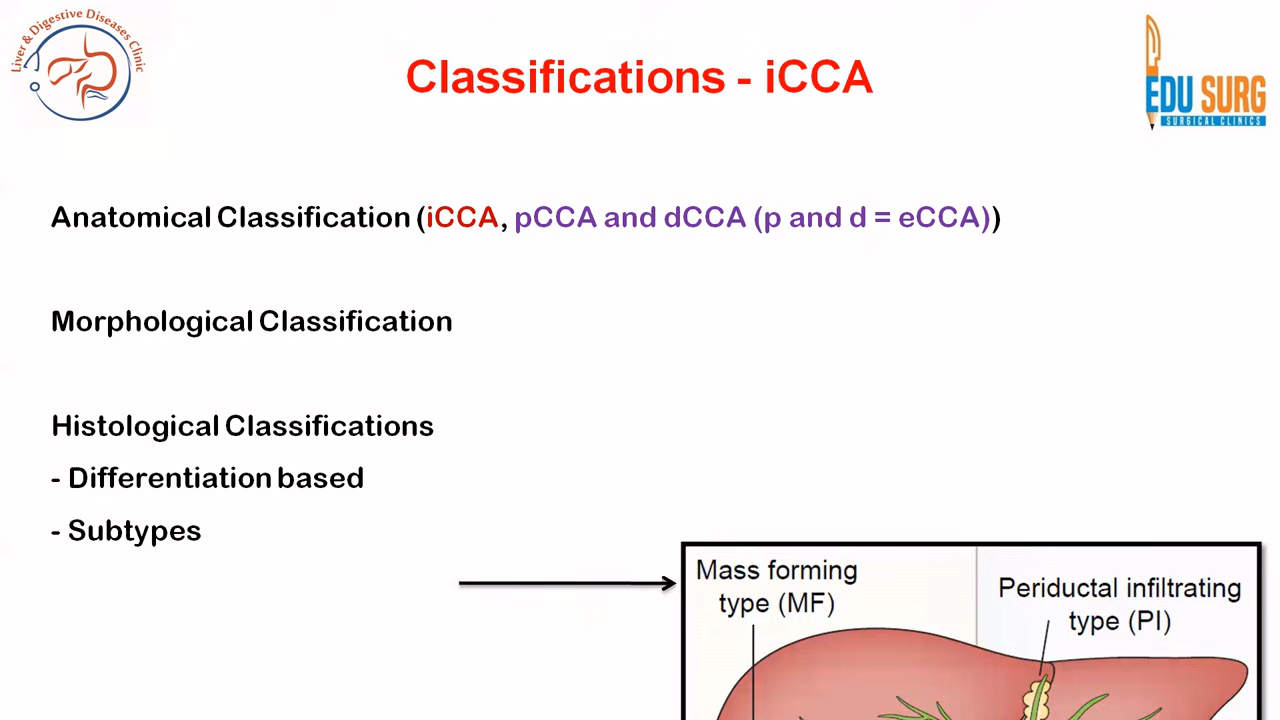 Liver & Digestive Diseases Clinic
Classifications - iCCA
EDU SURG
SURGICAL CLINICS
Anatomical Classification (iCCA, pCCA and dCCA (p and d = eCCA))
Morphological Classification
Histological Classifications
- Differentiation based
- Subtypes
Mass forming
type (MF)
Periductal infiltrating
type (PI)